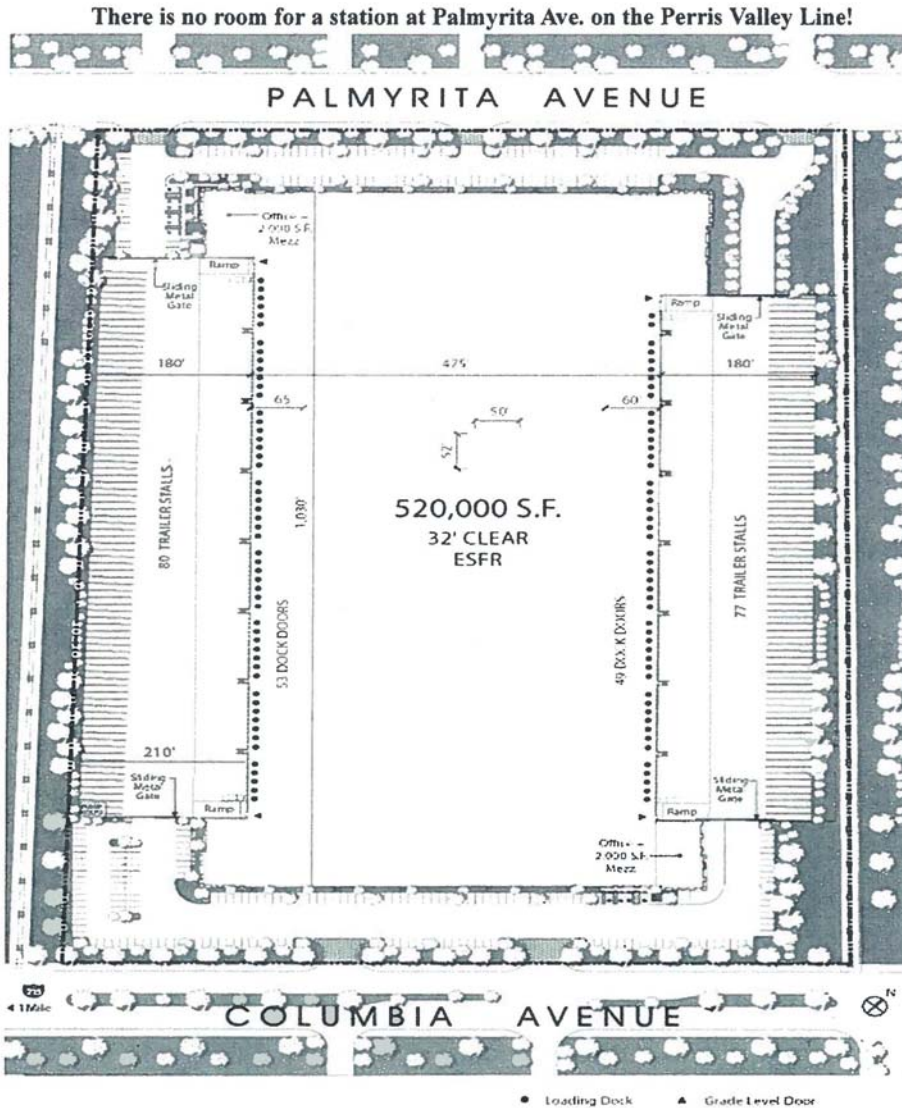 There is no room for a station at Palmyrita Ave. on the Perris Valley Line!
PALMYRITA AVENUE
Office –
2,000 S.F.
Mezz
Ramp
Sliding
Metal
Gate
Ramp
Sliding
Metal
Gate
180'
475'
180'
65'
60'
50'
52'
520,000 S.F.
32' CLEAR
ESFR
80 TRAILER STALLS
1,030'
53 DOCK DOORS
49 DOCK DOORS
77 TRAILER STALLS
210'
Sliding
Metal
Gate
Ramp
Sliding
Metal
Gate
Ramp
Office –
2,000 S.F.
Mezz
215
1 Mile
COLUMBIA AVENUE
N
Loading Dock
Grade Level Door